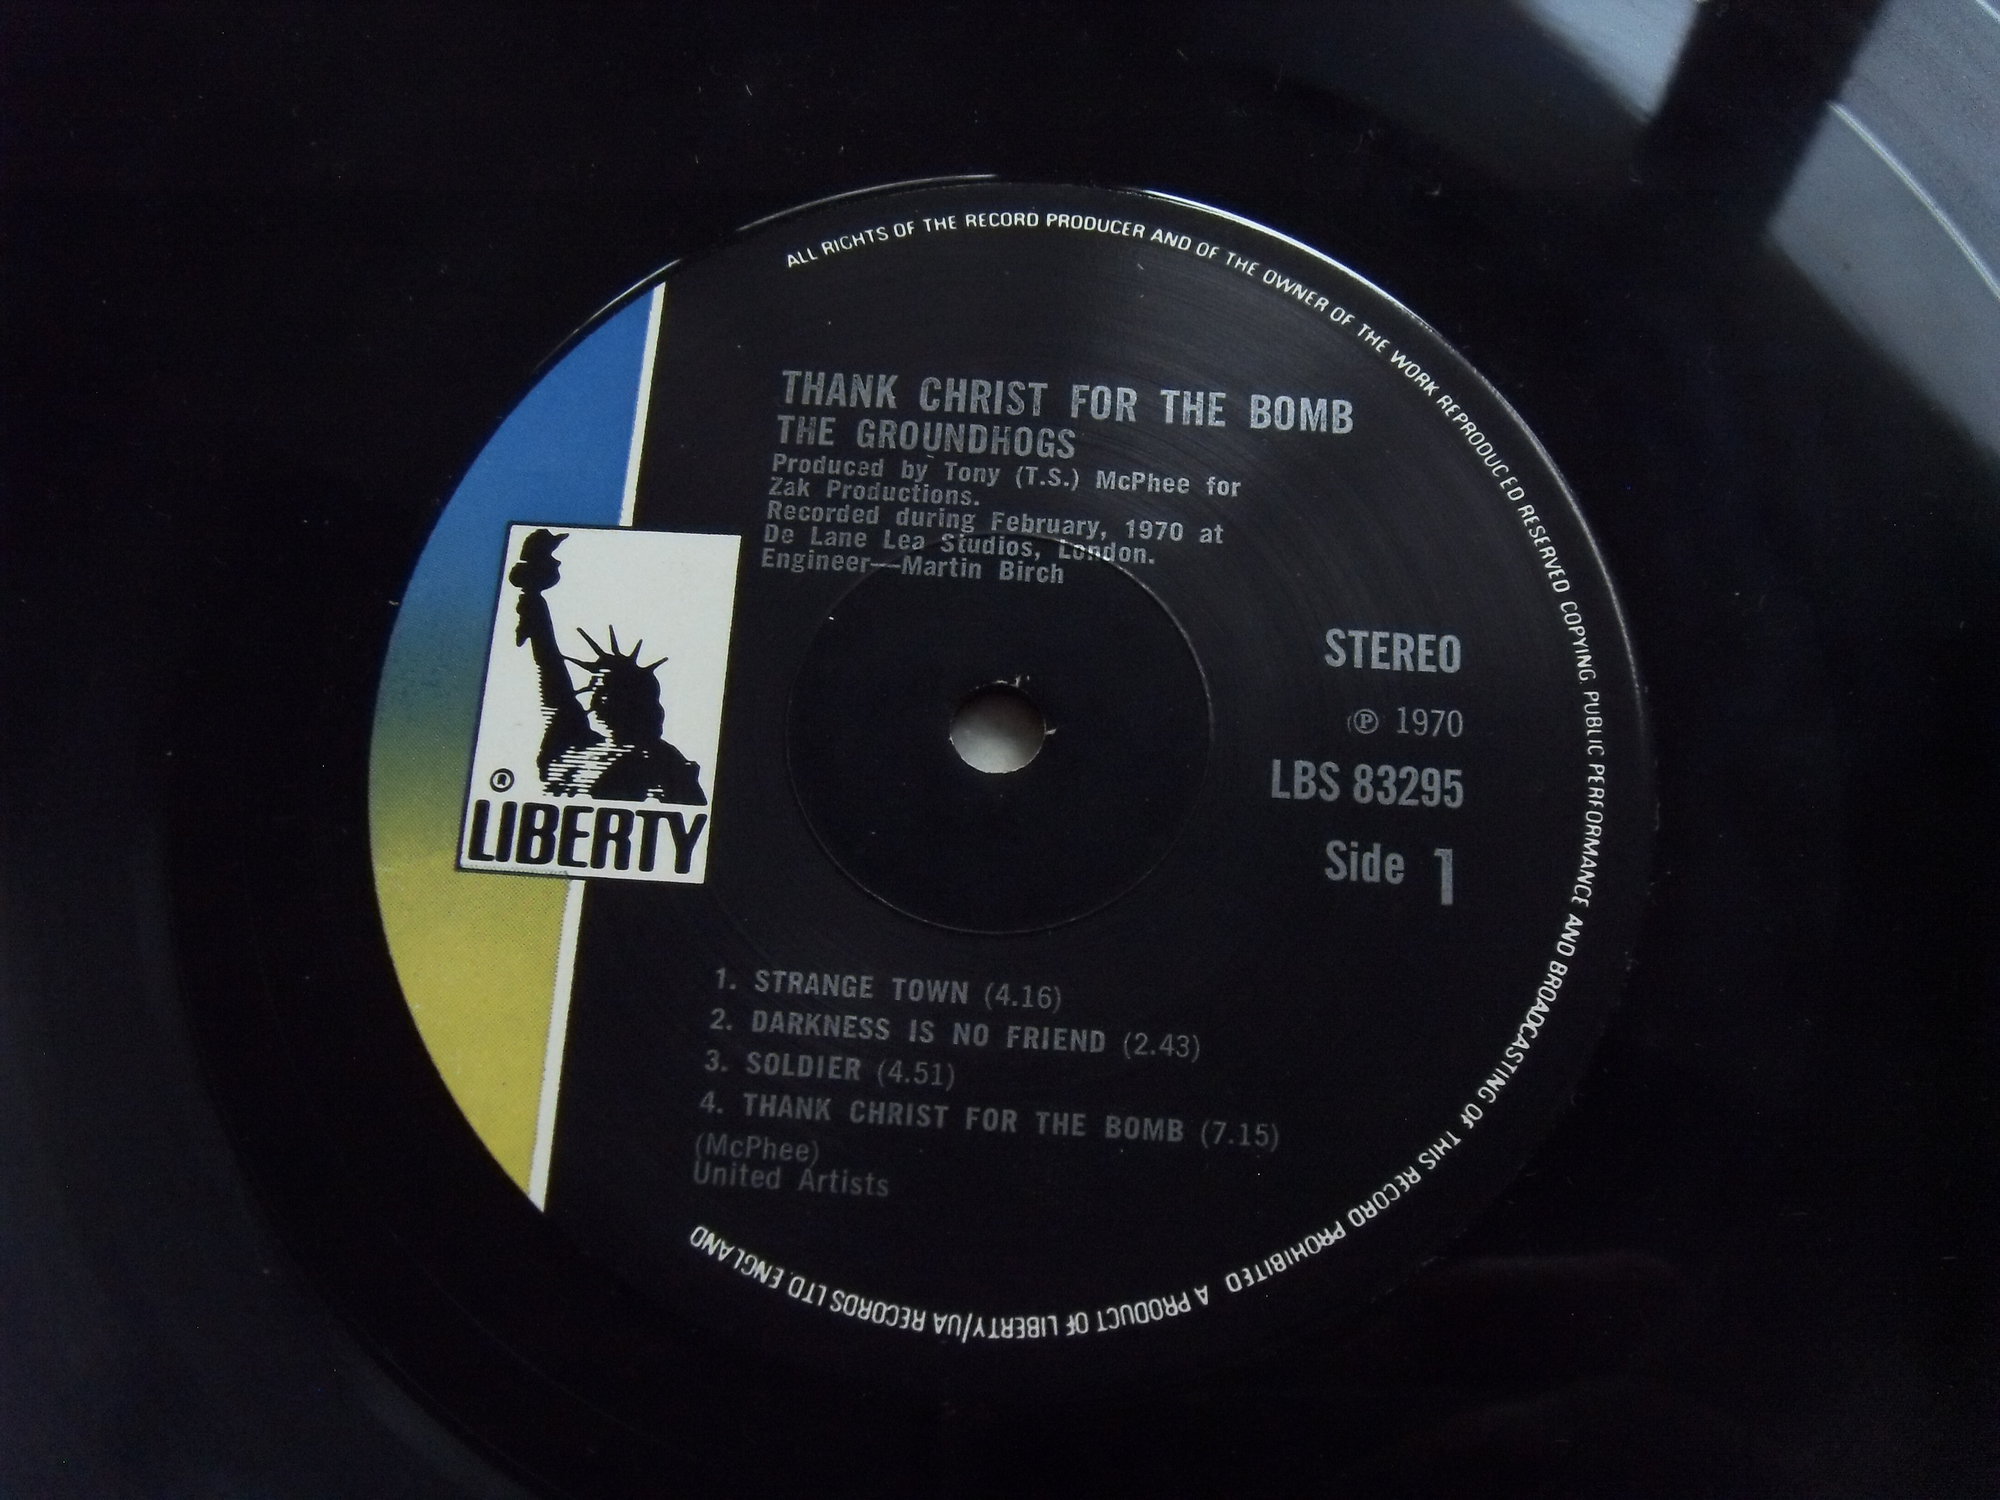 ALL RIGHTS OF THE RECORD PRODUCER AND OF THE OWNER OF THE WORK REPRODUCED RESERVED COPYING, PUBLIC PERFORMANCE AND BROADCASTING OF THIS RECORD PROHIBITED A PRODUCT OF LIBERTY/UA RECORDS LTD. ENGLAND
THANK CHRIST FOR THE BOMB
THE GROUNDHOGS
Produced by Tony (T.S.) McPhee for
Zak Productions.
Recorded during February, 1970 at
De Lane Lea Studios, London.
Engineer—Martin Birch
STEREO
℗ 1970
LBS 83295
Side 1
®
LIBERTY
1. STRANGE TOWN (4.16)
2. DARKNESS IS NO FRIEND (2.43)
3. SOLDIER (4.51)
4. THANK CHRIST FOR THE BOMB (7.15)
(McPhee)
United Artists